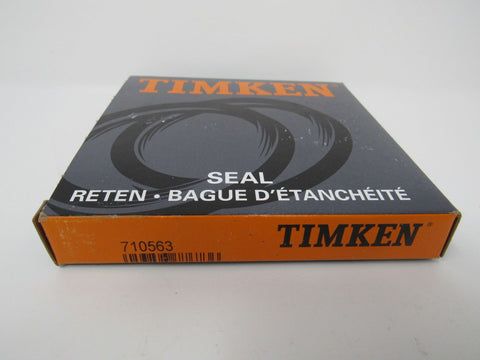 TIMKEN
SEAL
RETEN • BAGUE D'ÉTANCHÉITÉ
710563
TIMKEN®